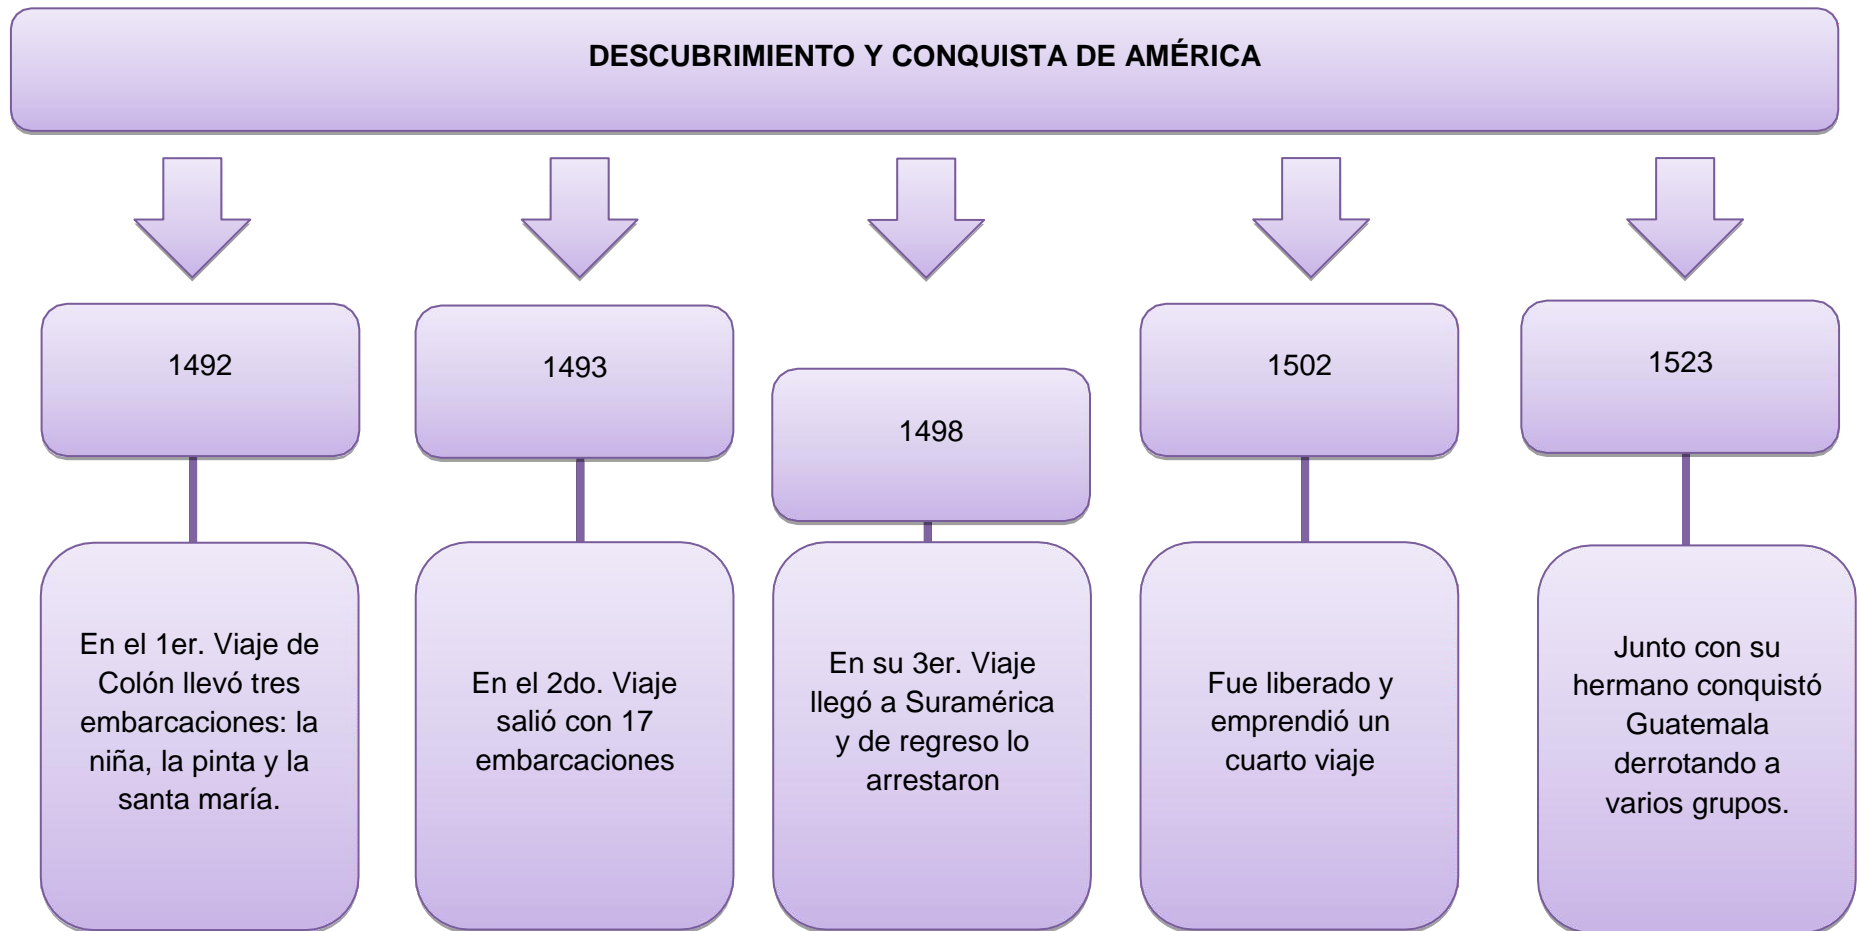 DESCUBRIMIENTO Y CONQUISTA DE AMÉRICA
1492
En el 1er. Viaje de
Colón llevó tres
embarcaciones: la
niña, la pinta y la
santa maría.
1493
En el 2do. Viaje
salió con 17
embarcaciones
1498
En su 3er. Viaje
llegó a Suramérica
y de regreso lo
arrestaron
1502
Fue liberado y
emprendió un
cuarto viaje
1523
Junto con su
hermano conquistó
Guatemala
derrotando a
varios grupos.